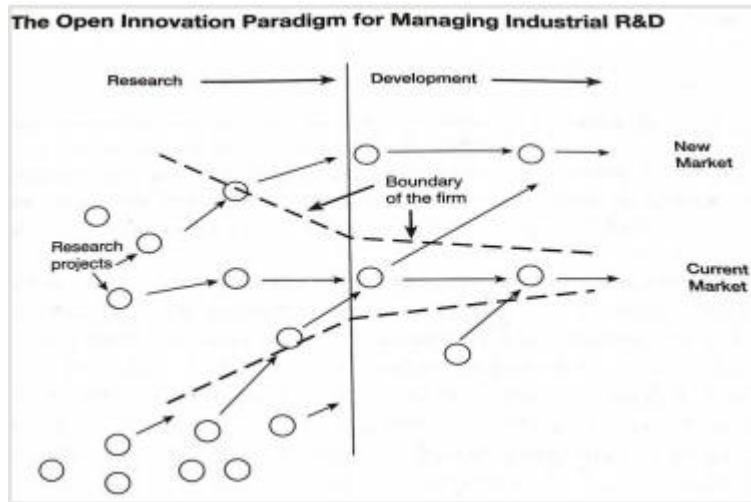 The Open Innovation Paradigm for Managing Industrial R&D
Research
Development
New
Market
Boundary
of the firm
Research
projects
Current
Market